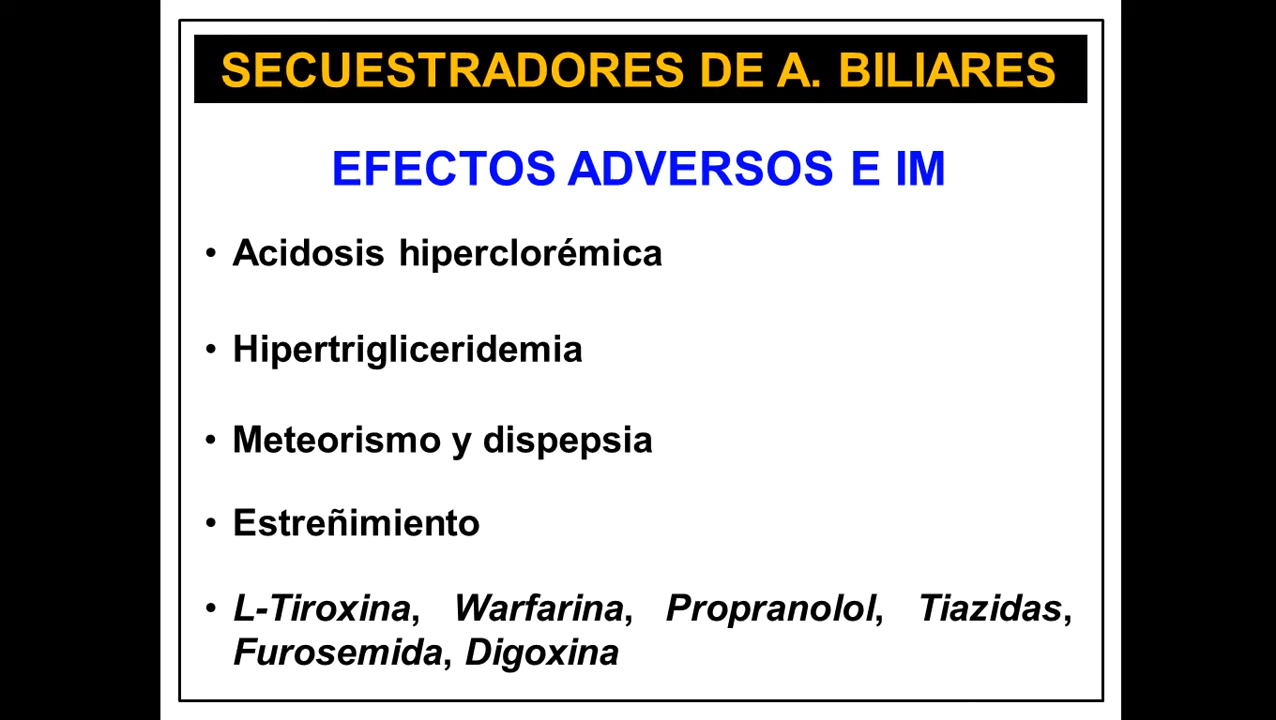 SECUESTRADORES DE A. BILIARES
EFECTOS ADVERSOS E IM
• Acidosis hiperclorémica
• Hipertrigliceridemia
• Meteorismo y dispepsia
• Estreñimiento
• L-Tiroxina, Warfarina, Propranolol, Tiazidas,
Furosemida, Digoxina